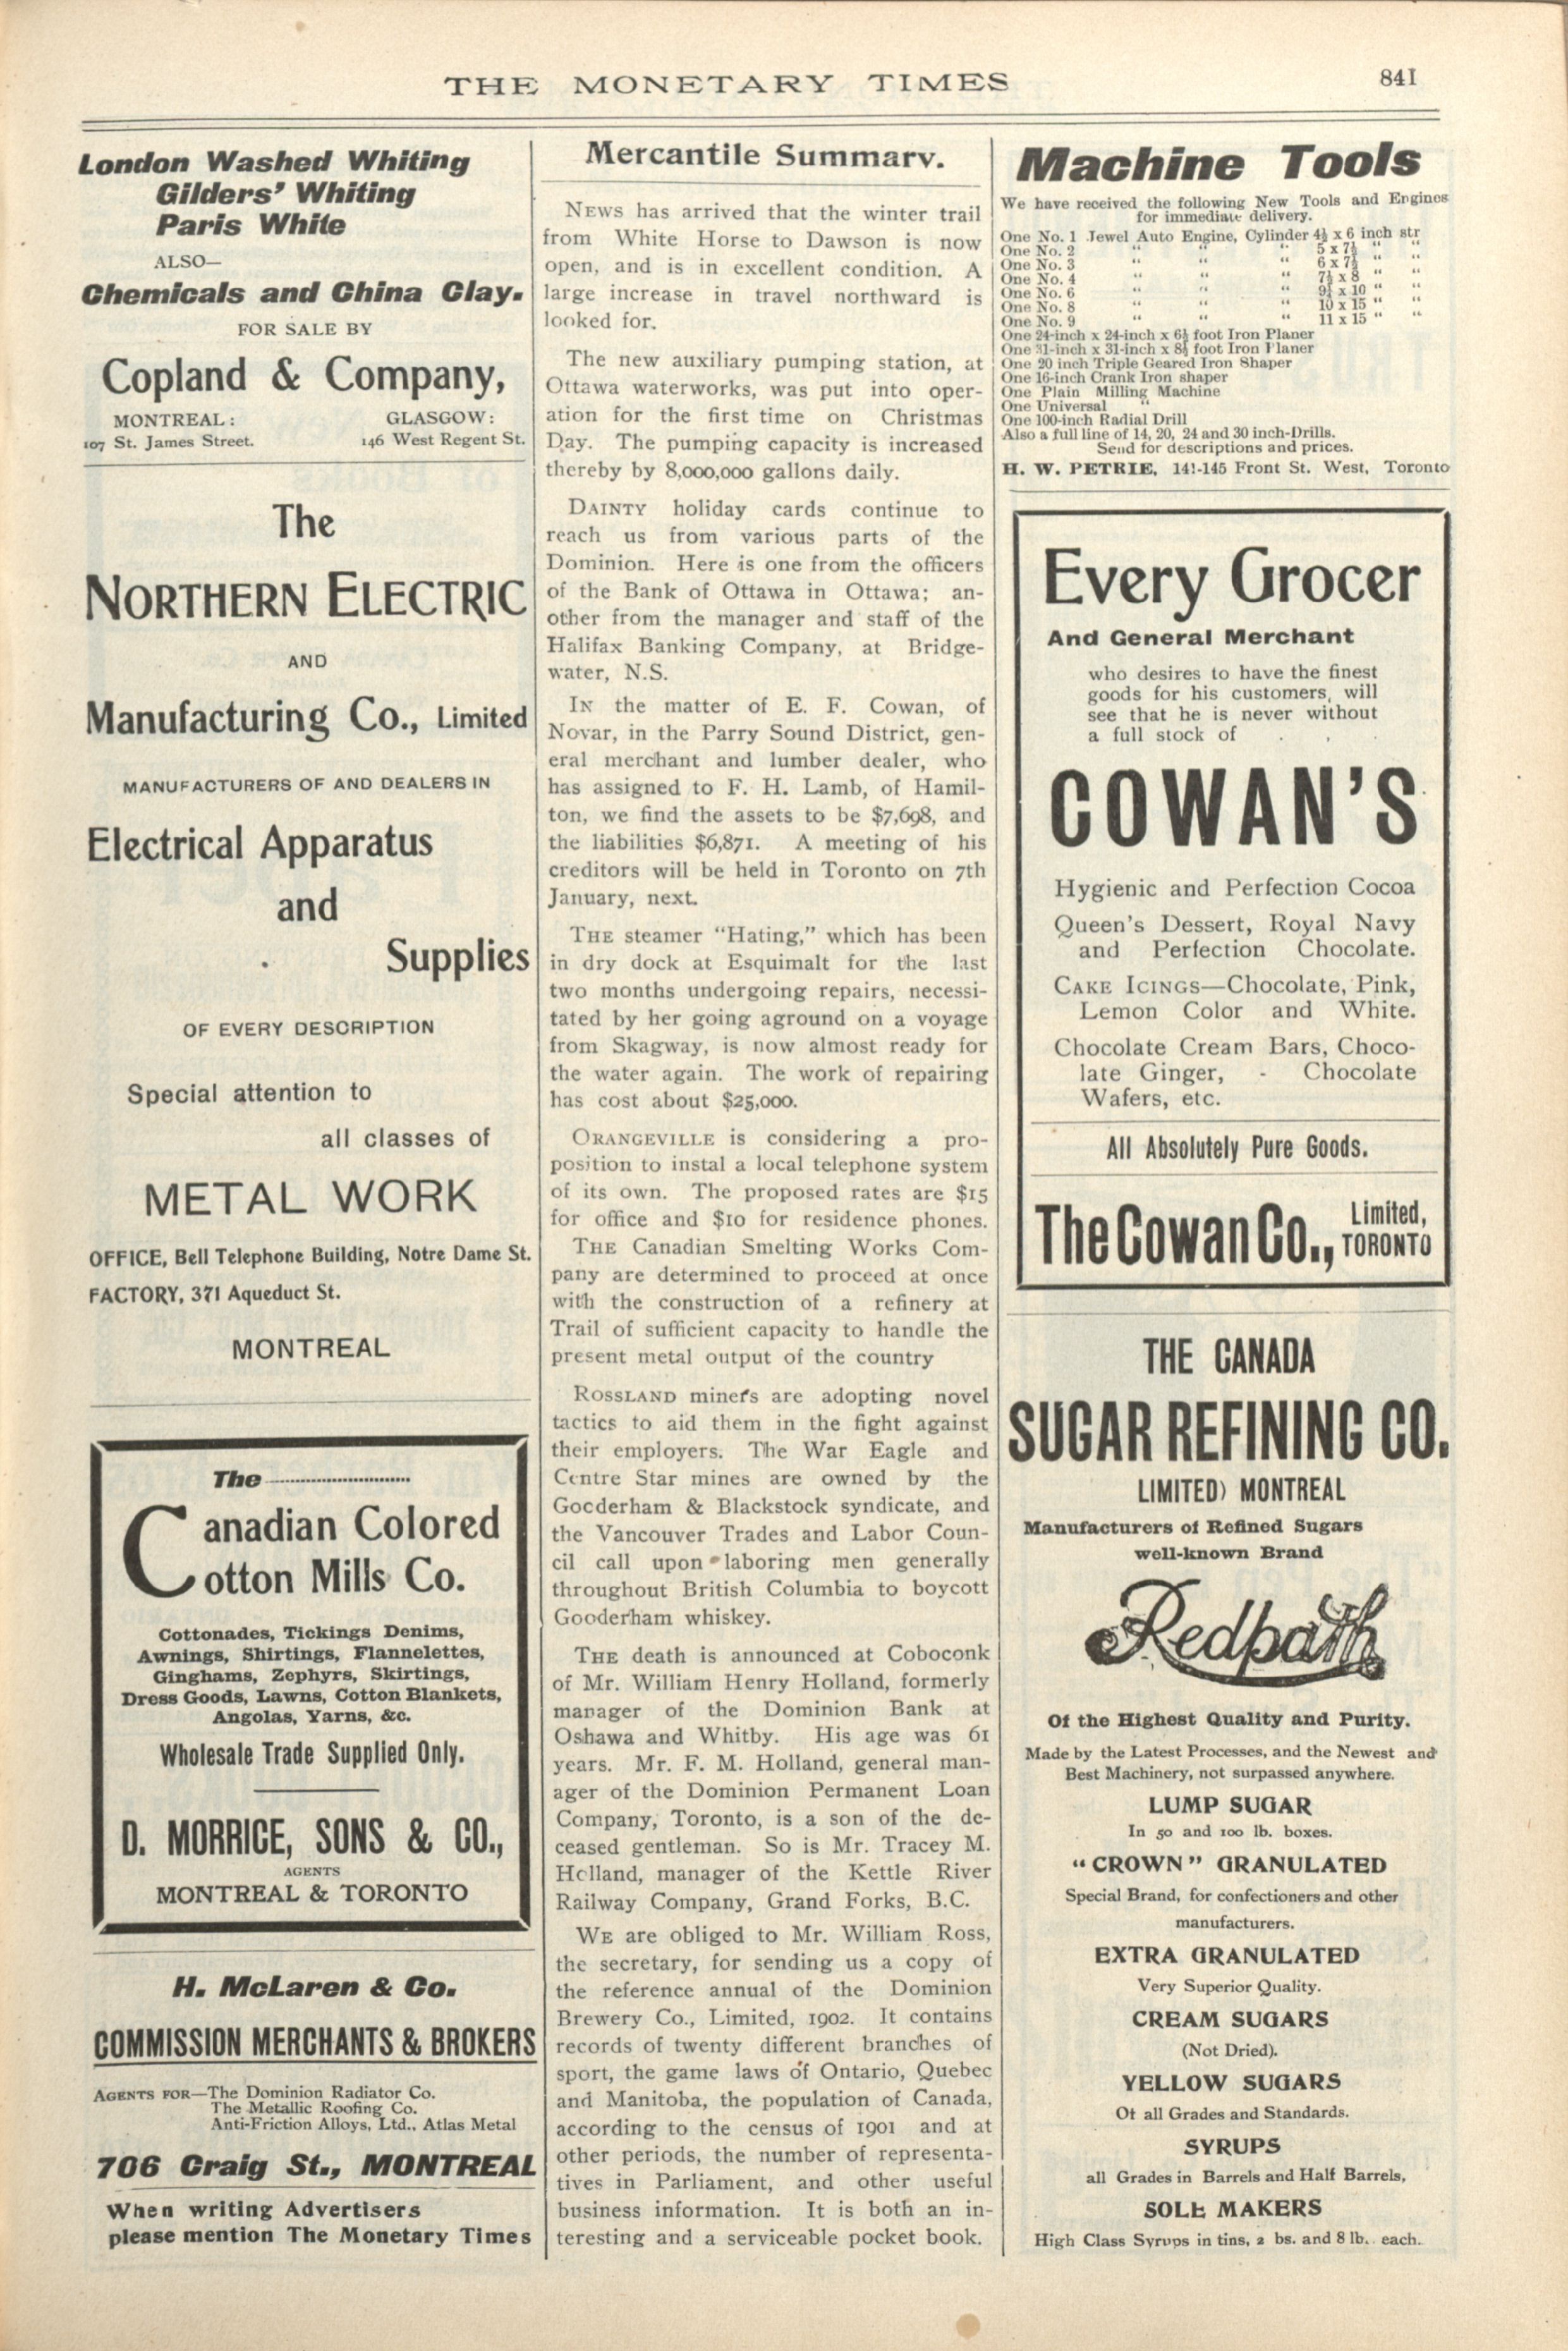 THE MONETARY TIMES
841
London Washed Whiting
Gilders' Whiting
Paris White
ALSO—
Chemicals and China Clay.
FOR SALE BY
Copland & Company,
MONTREAL: GLASGOW:
107 St. James Street. 146 West Regent St.
The
NORTHERN ELECTRIC
AND
Manufacturing Co., Limited
MANUFACTURERS OF AND DEALERS IN
Electrical Apparatus
and
Supplies
OF EVERY DESCRIPTION
Special attention to
all classes of
METAL WORK
OFFICE, Bell Telephone Building, Notre Dame St.
FACTORY, 371 Aqueduct St.
MONTREAL
The
Canadian Colored
Cotton Mills Co.
Cottonades, Tickings Denims,
Awnings, Shirtings, Flannelettes,
Ginghams, Zephyrs, Skirtings,
Dress Goods, Lawns, Cotton Blankets,
Angolas, Yarns, &c.
Wholesale Trade Supplied Only.
D. MORRICE, SONS & CO.,
AGENTS
MONTREAL & TORONTO
H. McLaren & Co.
COMMISSION MERCHANTS & BROKERS
AGENTS FOR—The Dominion Radiator Co.
The Metallic Roofing Co.
Anti-Friction Alloys, Ltd., Atlas Metal
706 Craig St., MONTREAL
When writing Advertisers
please mention The Monetary Times
Mercantile Summary.
NEWS has arrived that the winter trail
from White Horse to Dawson is now
open, and is in excellent condition. A
large increase in travel northward is
looked for.
The new auxiliary pumping station, at
Ottawa waterworks, was put into oper-
ation for the first time on Christmas
Day. The pumping capacity is increased
thereby by 8,000,000 gallons daily.
DAINTY holiday cards continue to
reach us from various parts of the
Dominion. Here is one from the officers
of the Bank of Ottawa in Ottawa; an-
other from the manager and staff of the
Halifax Banking Company, at Bridge-
water, N.S.
IN the matter of E. F. Cowan, of
Novar, in the Parry Sound District, gen-
eral merchant and lumber dealer, who
has assigned to F. H. Lamb, of Hamil-
ton, we find the assets to be $7,698, and
the liabilities $6,871. A meeting of his
creditors will be held in Toronto on 7th
January, next.
THE steamer "Hating," which has been
in dry dock at Esquimalt for the last
two months undergoing repairs, necessi-
tated by her going aground on a voyage
from Skagway, is now almost ready for
the water again. The work of repairing
has cost about $25,000.
ORANGEVILLE is considering a pro-
position to instal a local telephone system
of its own. The proposed rates are $15
for office and $10 for residence phones.
THE Canadian Smelting Works Com-
pany are determined to proceed at once
with the construction of a refinery at
Trail of sufficient capacity to handle the
present metal output of the country
ROSSLAND miners are adopting novel
tactics to aid them in the fight against
their employers. The War Eagle and
Centre Star mines are owned by the
Gooderham & Blackstock syndicate, and
the Vancouver Trades and Labor Coun-
cil call upon laboring men generally
throughout British Columbia to boycott
Gooderham whiskey.
THE death is announced at Coboconk
of Mr. William Henry Holland, formerly
manager of the Dominion Bank at
Oshawa and Whitby. His age was 61
years. Mr. F. M. Holland, general man-
ager of the Dominion Permanent Loan
Company, Toronto, is a son of the de-
ceased gentleman. So is Mr. Tracey M.
Holland, manager of the Kettle River
Railway Company, Grand Forks, B.C.
WE are obliged to Mr. William Ross,
the secretary, for sending us a copy of
the reference annual of the Dominion
Brewery Co., Limited, 1902. It contains
records of twenty different branches of
sport, the game laws of Ontario, Quebec
and Manitoba, the population of Canada,
according to the census of 1901 and at
other periods, the number of representa-
tives in Parliament, and other useful
business information. It is both an in-
teresting and a serviceable pocket book.
Machine Tools
We have received the following New Tools and Engines
for immediate delivery.
One No. 1 Jewel Auto Engine, Cylinder 4½ x 6 inch str
One No. 2 " " " 5 x 7½ " "
One No. 3 " " " 6 x 7½ " "
One No. 4 " " " 7½ x 8 " "
One No. 6 " " " 9½ x 10 " "
One No. 8 " " " 10 x 15 " "
One No. 9 " " " 11 x 15 " "
One 24-inch x 24-inch x 6½ foot Iron Planer
One 31-inch x 31-inch x 8½ foot Iron Planer
One 20 inch Triple Geared Iron Shaper
One 16-inch Crank Iron shaper
One Plain Milling Machine
One Universal "
One 100-inch Radial Drill
Also a full line of 14, 20, 24 and 30 inch-Drills.
Send for descriptions and prices.
H. W. PETRIE, 141-145 Front St. West, Toronto
Every Grocer
And General Merchant
who desires to have the finest
goods for his customers, will
see that he is never without
a full stock of . . .
COWAN'S
Hygienic and Perfection Cocoa
Queen's Dessert, Royal Navy
and Perfection Chocolate.
CAKE ICINGS—Chocolate, Pink,
Lemon Color and White.
Chocolate Cream Bars, Choco-
late Ginger, - Chocolate
Wafers, etc.
All Absolutely Pure Goods.
The Cowan Co., Limited, TORONTO
THE CANADA
SUGAR REFINING CO.
LIMITED) MONTREAL
Manufacturers of Refined Sugars
well-known Brand
Redpath
Of the Highest Quality and Purity.
Made by the Latest Processes, and the Newest and
Best Machinery, not surpassed anywhere.
LUMP SUGAR
In 50 and 100 lb. boxes.
"CROWN" GRANULATED
Special Brand, for confectioners and other
manufacturers.
EXTRA GRANULATED
Very Superior Quality.
CREAM SUGARS
(Not Dried).
YELLOW SUGARS
Of all Grades and Standards.
SYRUPS
all Grades in Barrels and Half Barrels,
SOLE MAKERS
High Class Syrups in tins, 2 bs. and 8 lb. each.